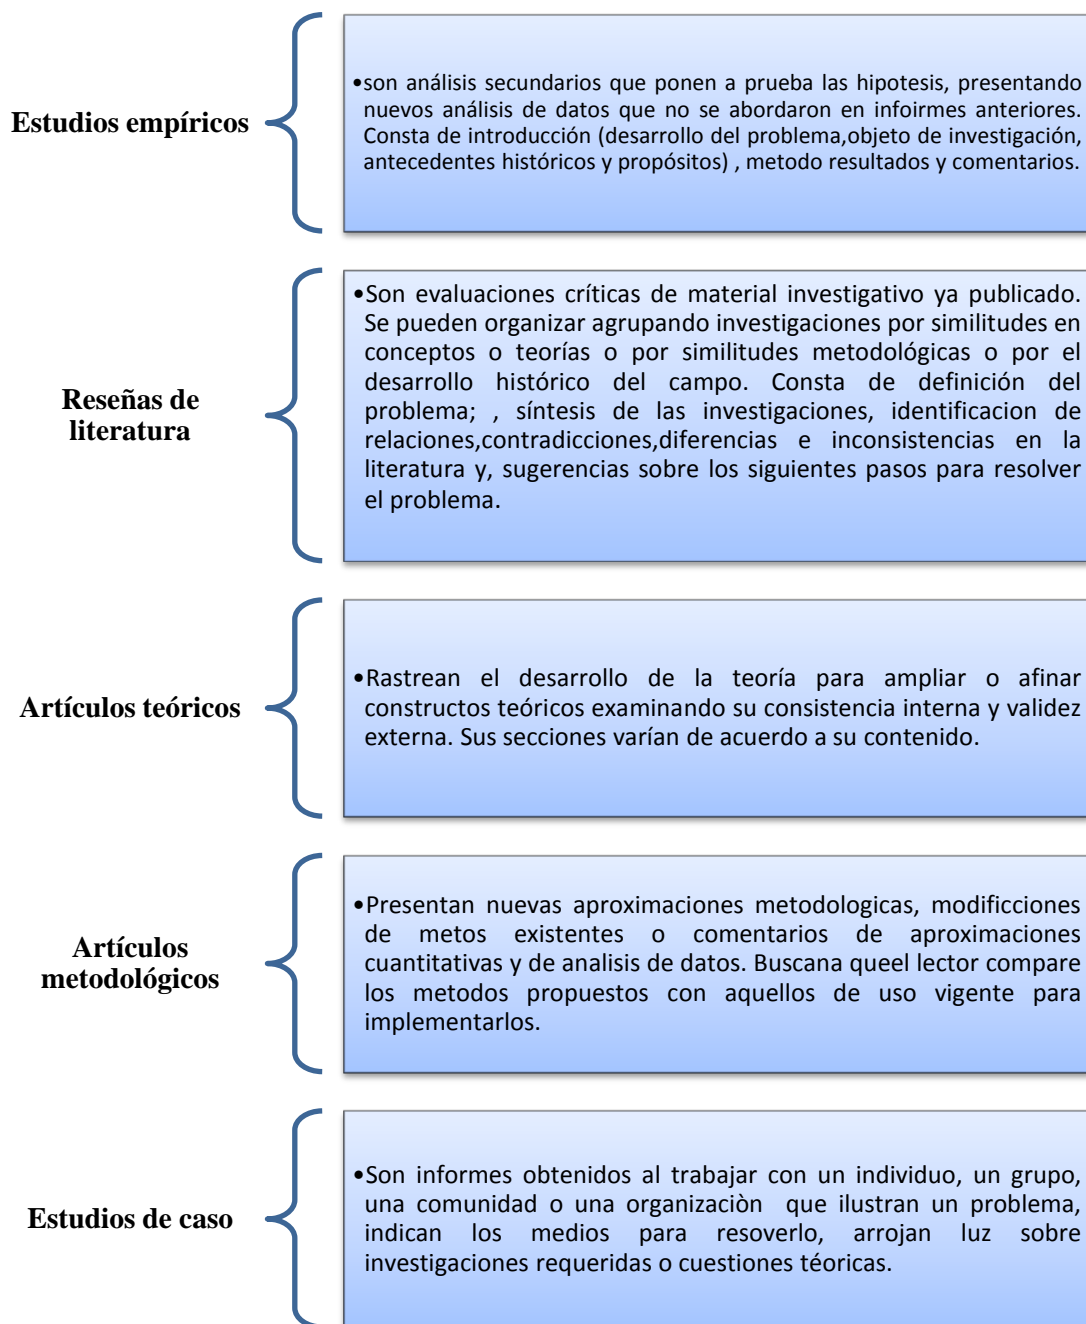 Estudios empíricos
•son análisis secundarios que ponen a prueba las hipotesis, presentando
nuevos análisis de datos que no se abordaron en infoirmes anteriores.
Consta de introducción (desarrollo del problema,objeto de investigación,
antecedentes históricos y propósitos) , metodo resultados y comentarios.
Reseñas de
literatura
•Son evaluaciones críticas de material investigativo ya publicado.
Se pueden organizar agrupando investigaciones por similitudes en
conceptos o teorías o por similitudes metodológicas o por el
desarrollo histórico del campo. Consta de definición del
problema; , síntesis de las investigaciones, identificacion de
relaciones,contradicciones,diferencias e inconsistencias en la
literatura y, sugerencias sobre los siguientes pasos para resolver
el problema.
Artículos teóricos
•Rastrean el desarrollo de la teoría para ampliar o afinar
constructos teóricos examinando su consistencia interna y validez
externa. Sus secciones varían de acuerdo a su contenido.
Artículos
metodológicos
•Presentan nuevas aproximaciones metodologicas, modificciones
de metos existentes o comentarios de aproximaciones
cuantitativas y de analisis de datos. Buscana queel lector compare
los metodos propuestos con aquellos de uso vigente para
implementarlos.
Estudios de caso
•Son informes obtenidos al trabajar con un individuo, un grupo,
una comunidad o una organizaciòn que ilustran un problema,
indican los medios para resoverlo, arrojan luz sobre
investigaciones requeridas o cuestiones téoricas.